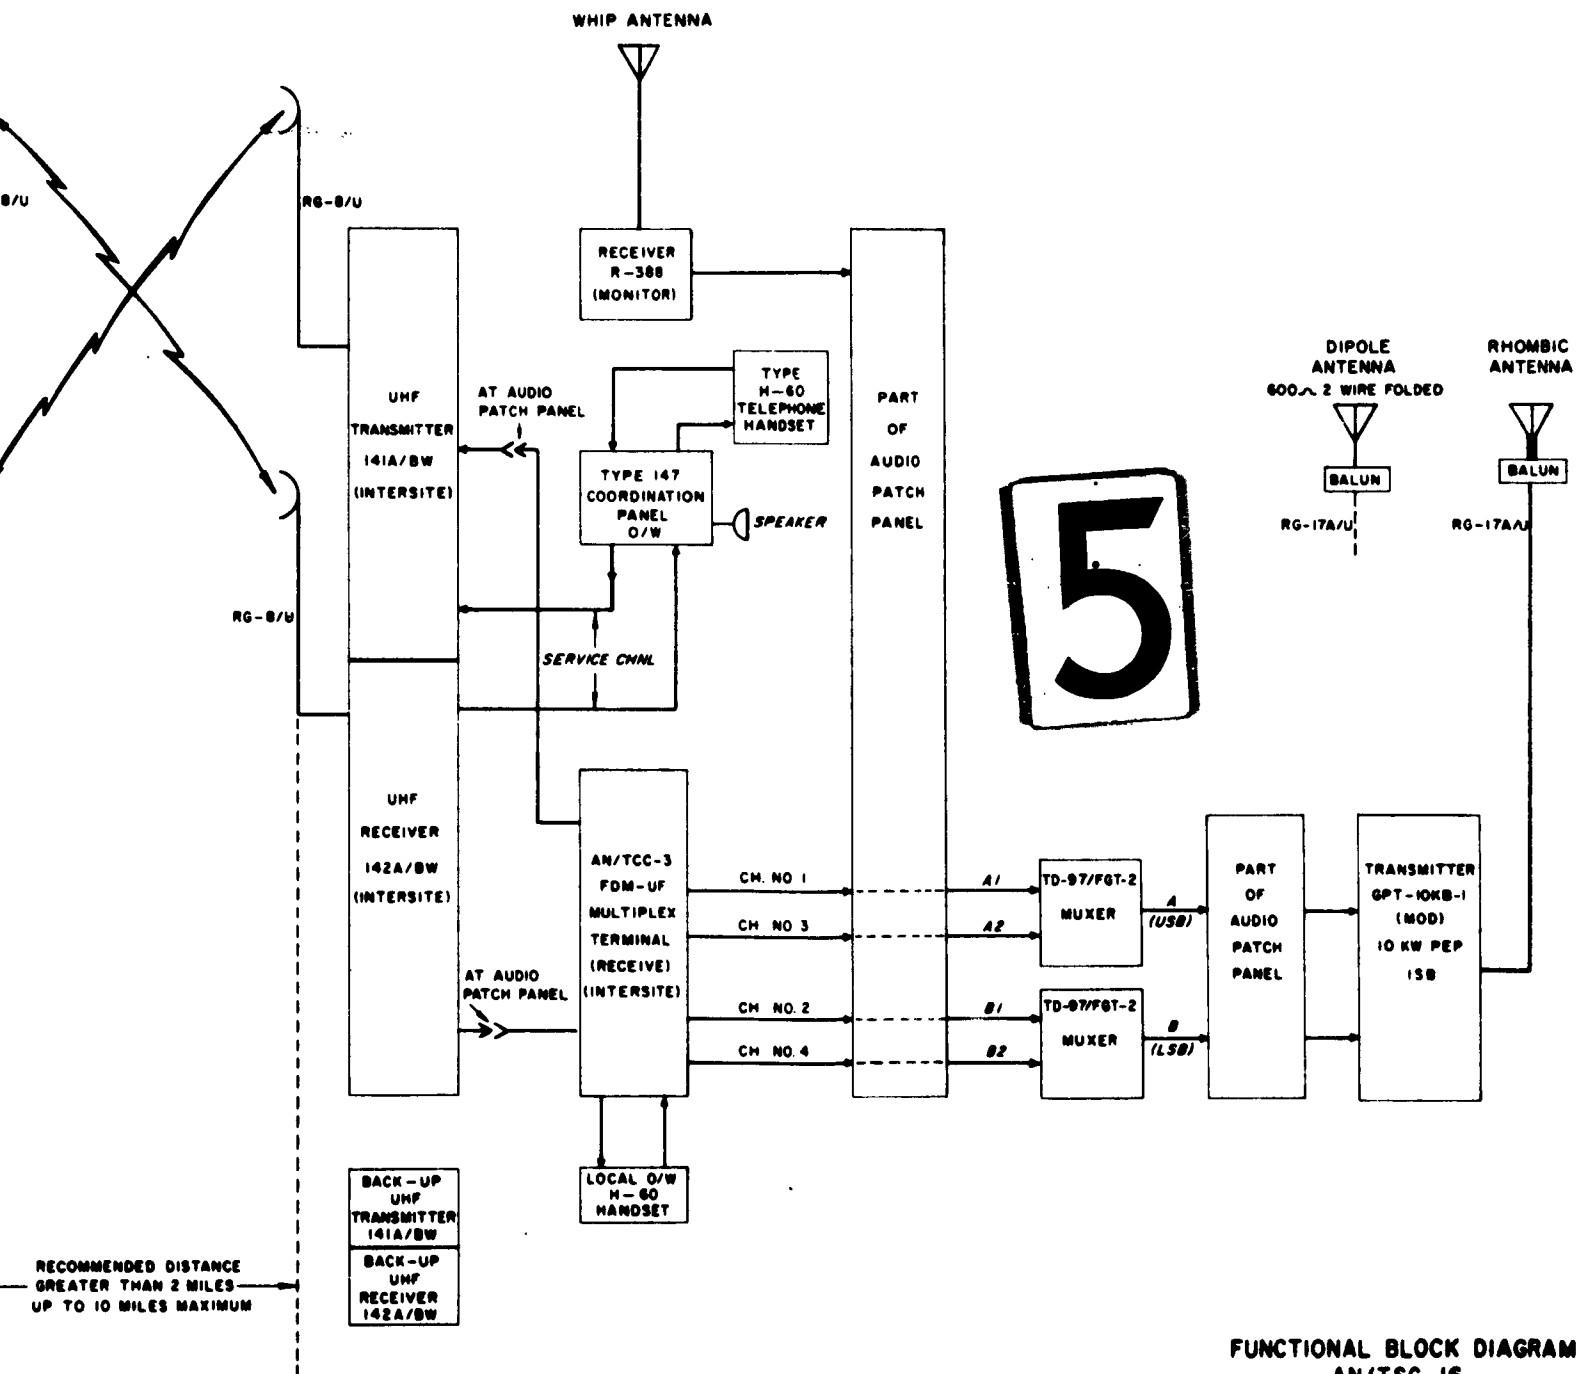 WHIP ANTENNA
B/U
RG-8/U
RECEIVER
R-388
(MONITOR)
UHF
TRANSMITTER
141A/BW
(INTERSITE)
AT AUDIO
PATCH PANEL
TYPE
H-60
TELEPHONE
HANDSET
TYPE 147
COORDINATION
PANEL
O/W
SPEAKER
PART
OF
AUDIO
PATCH
PANEL
5
DIPOLE
ANTENNA
600 2 WIRE FOLDED
BALUN
RG-17A/U
RHOMBIC
ANTENNA
BALUN
RG-17A/U
RG-8/U
SERVICE CHNL
UHF
RECEIVER
142A/BW
(INTERSITE)
AT AUDIO
PATCH PANEL
AN/TCC-3
FDM-UF
MULTIPLEX
TERMINAL
(RECEIVE)
(INTERSITE)
CH. NO 1
CH NO 3
CH NO. 2
CH NO. 4
A1
A2
B1
B2
TD-97/FGT-2
MUXER
TD-97/FGT-2
MUXER
A
(USB)
B
(LSB)
PART
OF
AUDIO
PATCH
PANEL
TRANSMITTER
GPT-10KB-1
(MOD)
10 KW PEP
ISB
LOCAL O/W
H-60
HANDSET
BACK-UP
UHF
TRANSMITTER
141A/BW
BACK-UP
UHF
RECEIVER
142A/BW
RECOMMENDED DISTANCE
GREATER THAN 2 MILES
UP TO 10 MILES MAXIMUM
FUNCTIONAL BLOCK DIAGRAM
AN/TSC-16